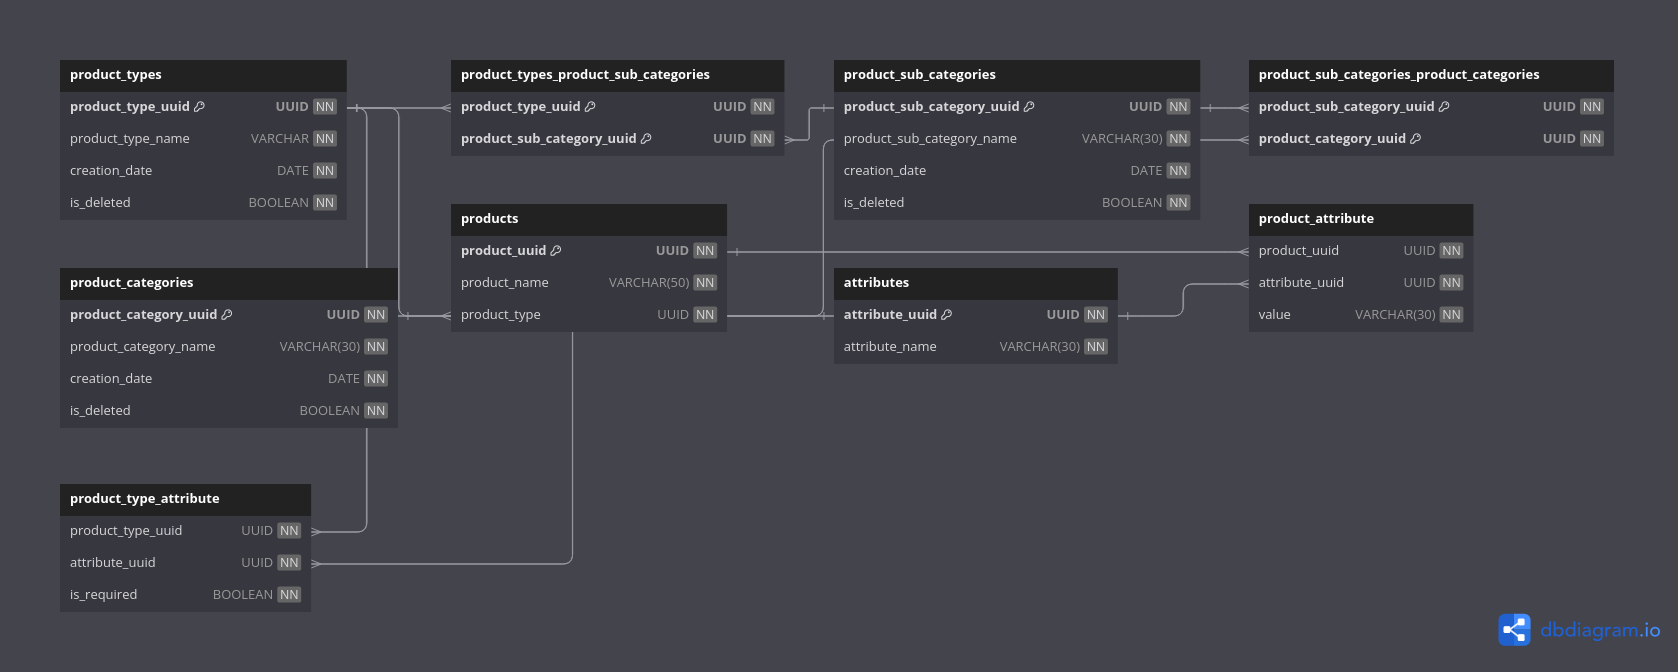 product_types
product_type_uuid UUID NN
product_type_name VARCHAR NN
creation_date DATE NN
is_deleted BOOLEAN NN
product_types_product_sub_categories
product_type_uuid UUID NN
product_sub_category_uuid UUID NN
product_sub_categories
product_sub_category_uuid UUID NN
product_sub_category_name VARCHAR(30) NN
creation_date DATE NN
is_deleted BOOLEAN NN
product_sub_categories_product_categories
product_sub_category_uuid UUID NN
product_category_uuid UUID NN
products
product_uuid UUID NN
product_name VARCHAR(50) NN
product_type UUID NN
product_attribute
product_uuid UUID NN
attribute_uuid UUID NN
value VARCHAR(30) NN
product_categories
product_category_uuid UUID NN
product_category_name VARCHAR(30) NN
creation_date DATE NN
is_deleted BOOLEAN NN
attributes
attribute_uuid UUID NN
attribute_name VARCHAR(30) NN
product_type_attribute
product_type_uuid UUID NN
attribute_uuid UUID NN
is_required BOOLEAN NN
dbdiagram.io